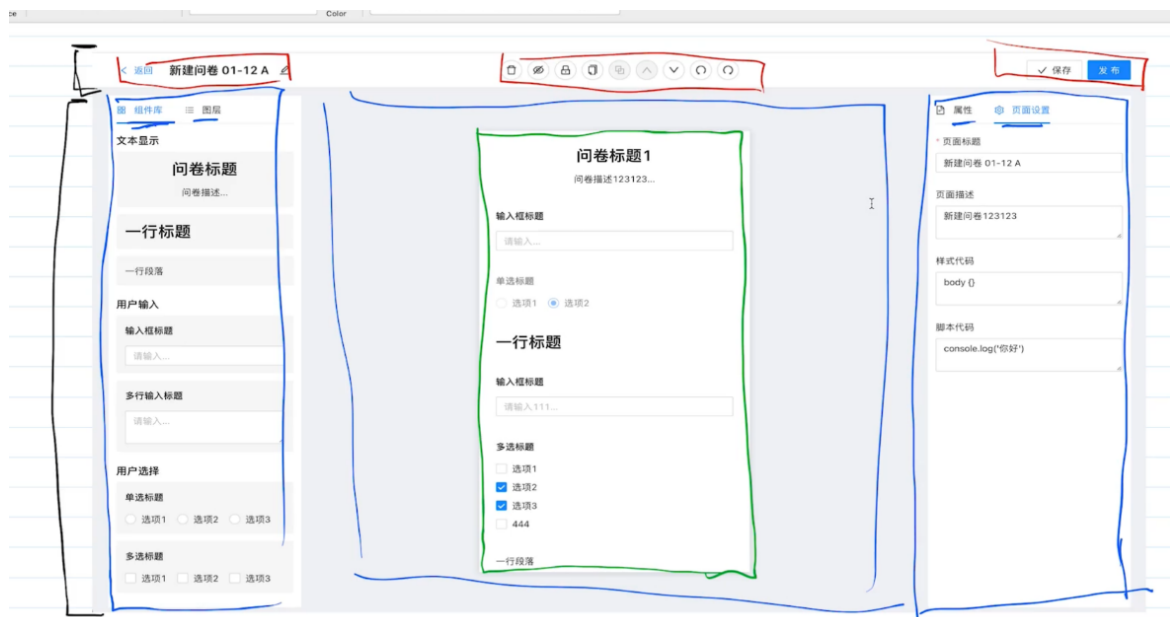 ce
Color
返回 新建问卷 01-12 A
保存 发布
组件库 图层
文本显示
问卷标题
问卷描述...
一行标题
一行段落
用户输入
输入框标题
请输入...
多行输入标题
请输入...
用户选择
单选标题
选项1 选项2 选项3
多选标题
选项1 选项2 选项3
问卷标题1
问卷描述123123...
输入框标题
请输入...
单选标题
选项1 选项2
一行标题
输入框标题
请输入111...
多选标题
选项1
选项2
选项3
444
一行段落
属性 页面设置
* 页面标题
新建问卷 01-12 A
页面描述
新建问卷123123
样式代码
body {}
脚本代码
console.log('你好')